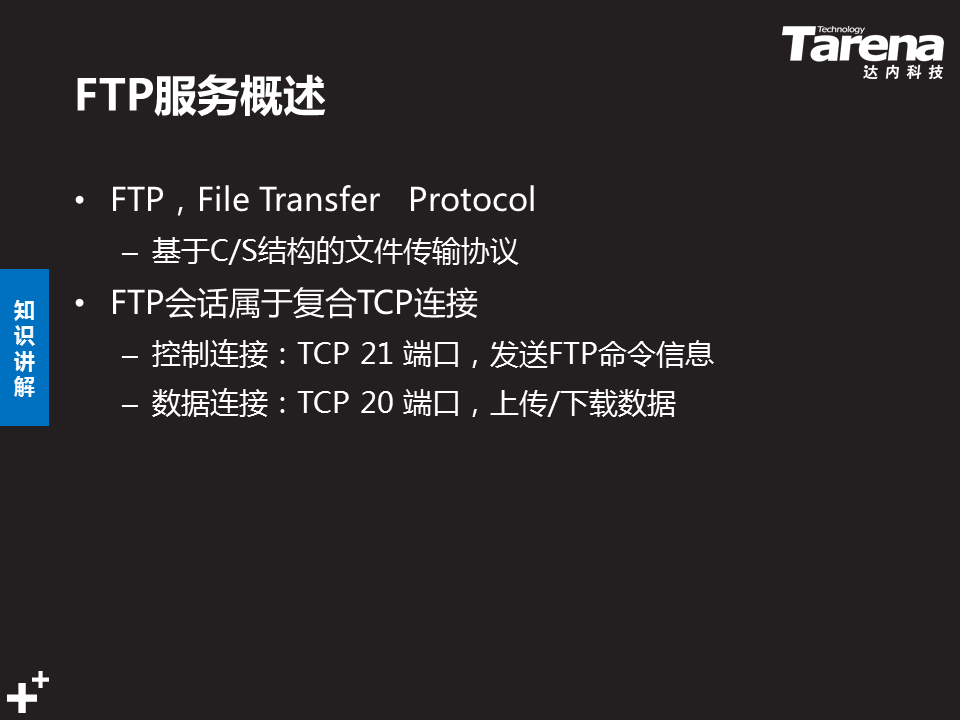 Technology
Tarena
达内科技
FTP服务概述
• FTP，File Transfer Protocol
– 基于C/S结构的文件传输协议
• FTP会话属于复合TCP连接
– 控制连接：TCP 21 端口，发送FTP命令信息
– 数据连接：TCP 20 端口，上传/下载数据
知
识
讲
解